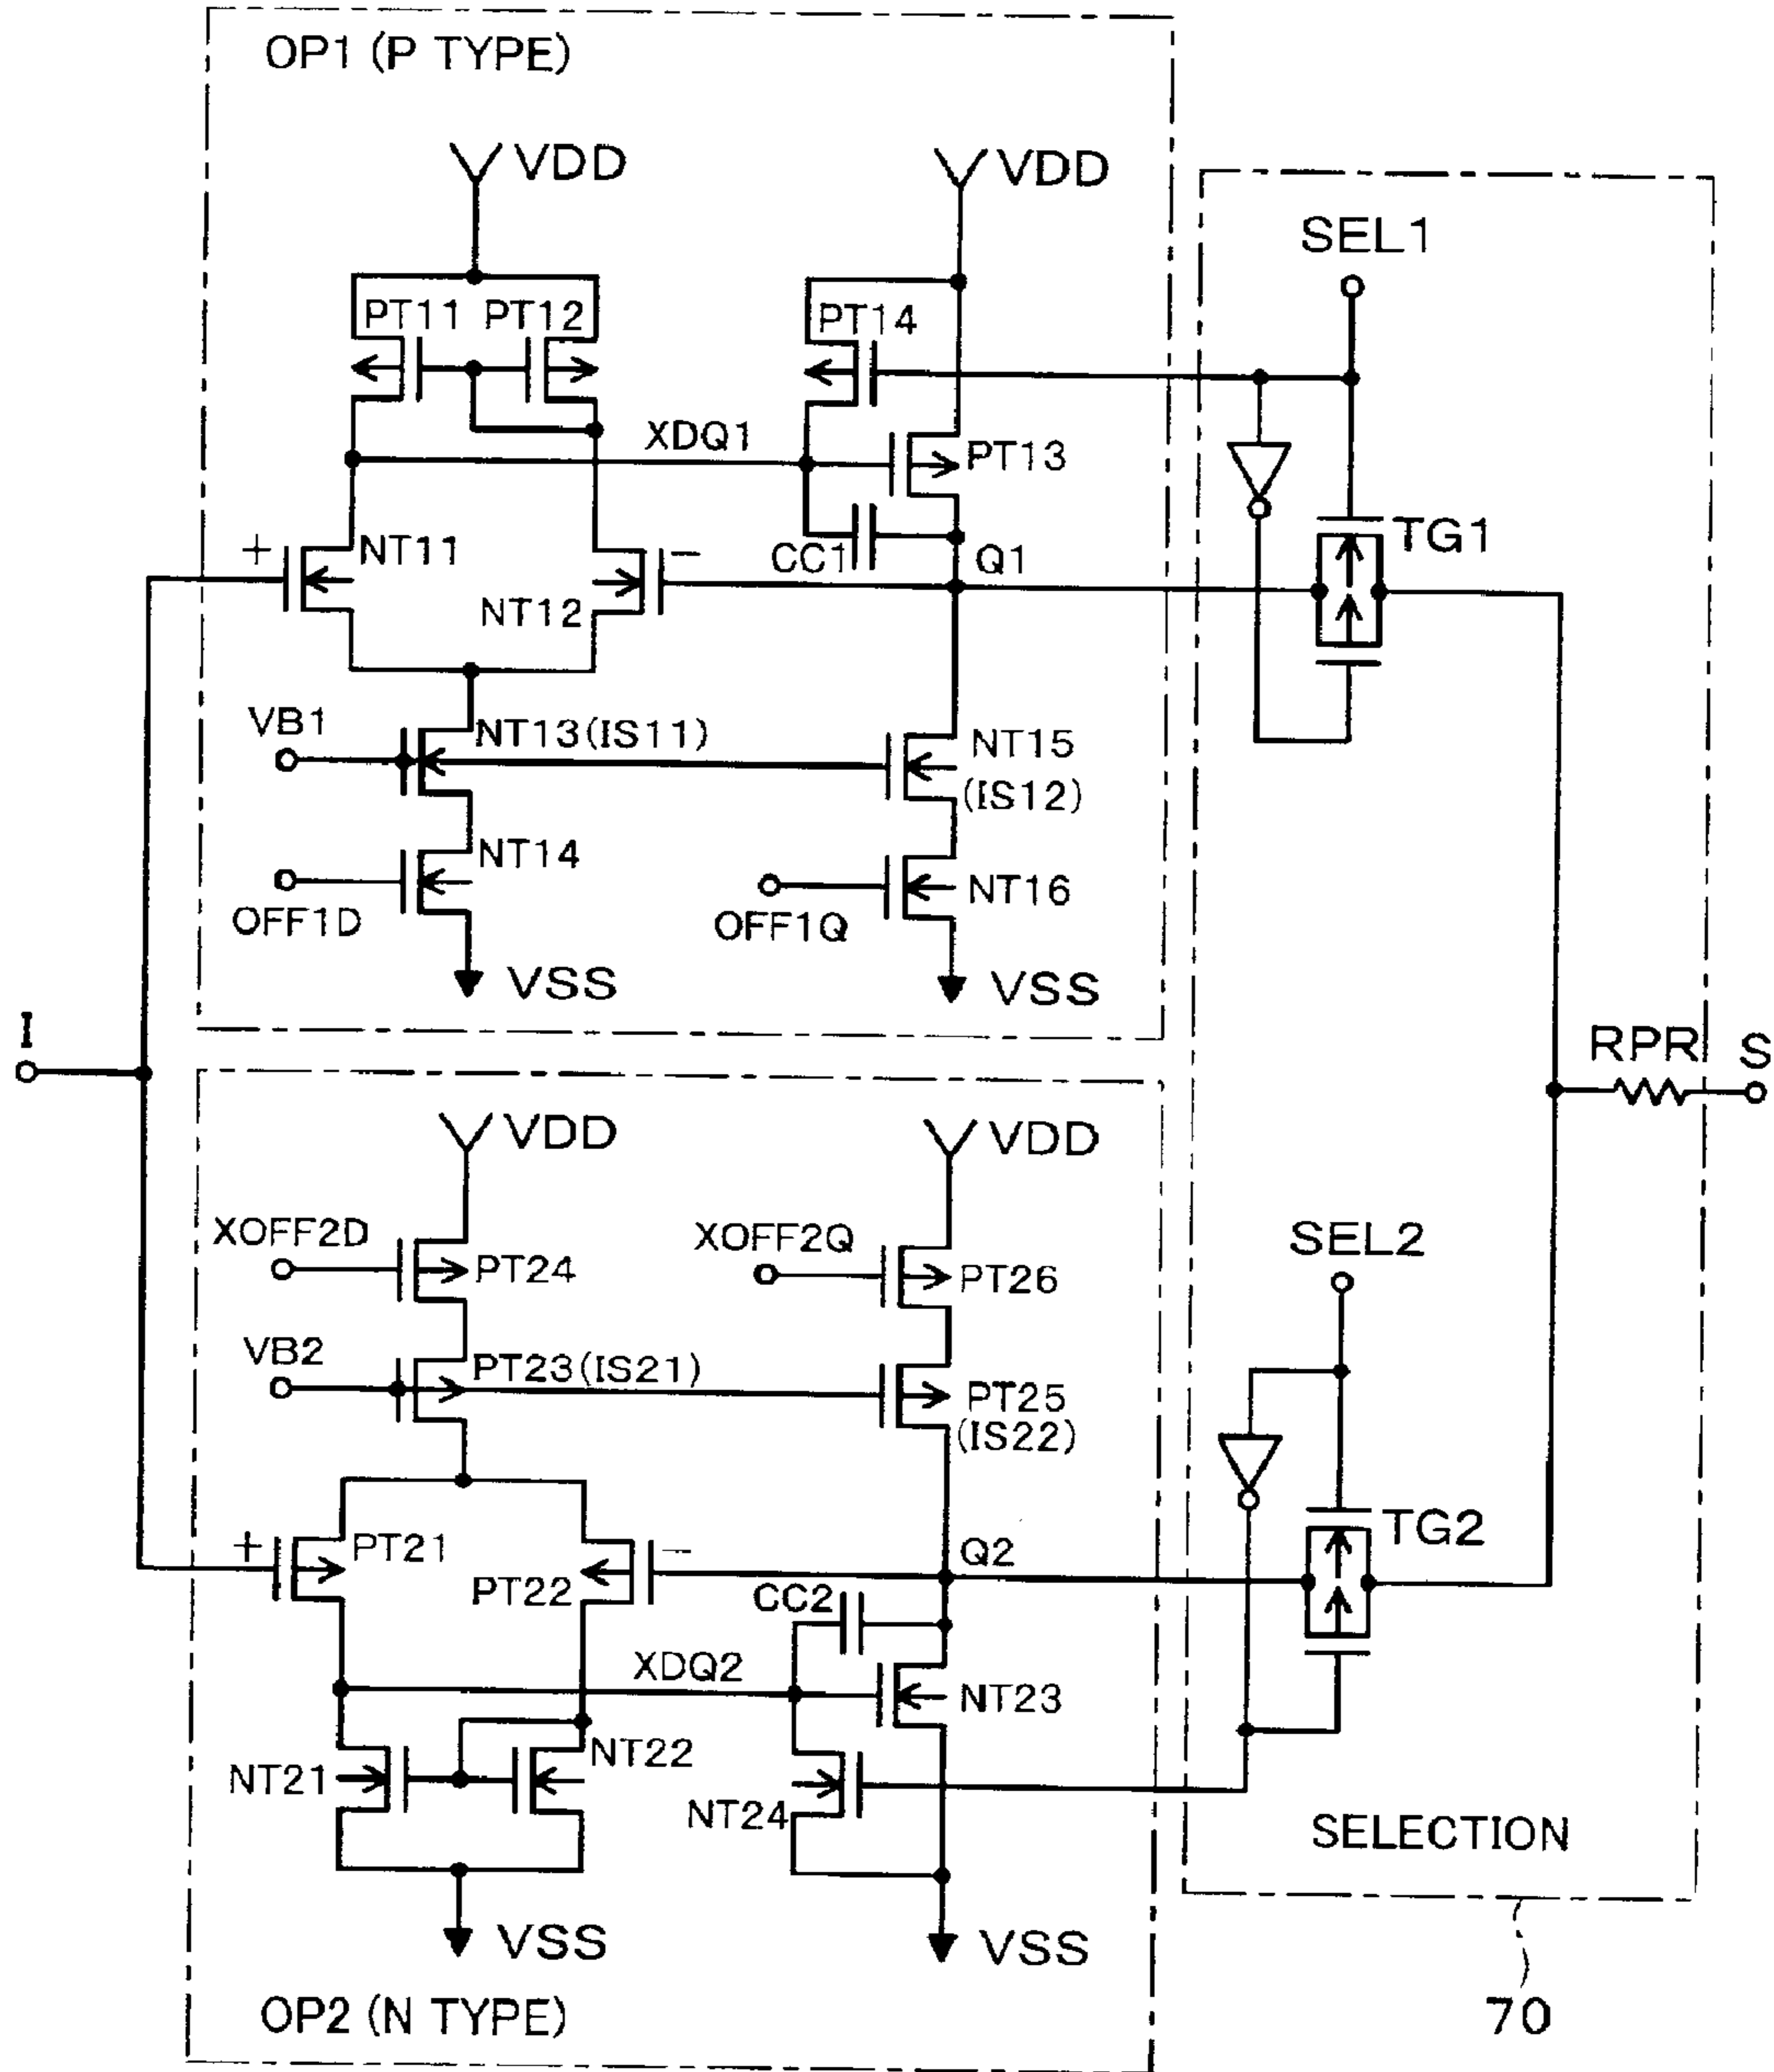 OP1 (P TYPE)
VDD
VDD
SEL1
PT11
PT12
PT14
XDQ1
PT13
+
NT11
NT12
−
CC1
Q1
TG1
VB1
NT13(IS11)
NT15
(IS12)
NT14
OFF1D
NT16
OFF1Q
VSS
VSS
I
RPR
S
VDD
VDD
XOFF2D
PT24
XOFF2Q
PT26
SEL2
VB2
PT23(IS21)
PT25
(IS22)
+
PT21
PT22
−
Q2
TG2
CC2
XDQ2
NT23
NT21
NT22
NT24
SELECTION
VSS
VSS
OP2 (N TYPE)
70